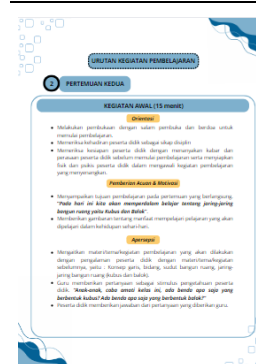 URUTAN KEGIATAN PEMBELAJARAN
2 PERTEMUAN KEDUA
KEGIATAN AWAL (15 menit)
Orientasi
• Melakukan pembukaan dengan salam pembuka dan berdoa untuk
memulai pembelajaran.
• Memeriksa kehadiran peserta didik sebagai sikap disiplin
• Memeriksa kesiapan peserta didik dengan menanyakan kabar dan
perasaan peserta didik sebelum memulai pembelajaran serta menyiapkan
fisik dan psikis peserta didik dalam mengawali kegiatan pembelajaran
yang menyenangkan.
Pemberian Acuan & Motivasi
• Menyampaikan tujuan pembelajaran pada pertemuan yang berlangsung.
"Pada hari ini kita akan memperdalam belajar tentang jaring-jaring
bangun ruang yaitu Kubus dan Balok".
• Memberikan gambaran tentang manfaat mempelajari pelajaran yang akan
dipelajari dalam kehidupan sehari-hari.
Apersepsi
• Mengaitkan materi/tema/kegiatan pembelajaran yang akan dilakukan
dengan pengalaman peserta didik dengan materi/tema/kegiatan
sebelumnya, yaitu : Konsep garis, bidang, sudut bangun ruang, jaring-
jaring bangun ruang (Kubus dan balok).
• Guru memberikan pertanyaan sebagai stimulus pengetahuan peserta
didik. "Anak-anak, coba amati kelas ini, ada benda apa saja yang
berbentuk kubus? Ada benda apa saja yang berbentuk balok?"
• Peserta didik memberikan jawaban dari pertanyaan yang diberikan guru.